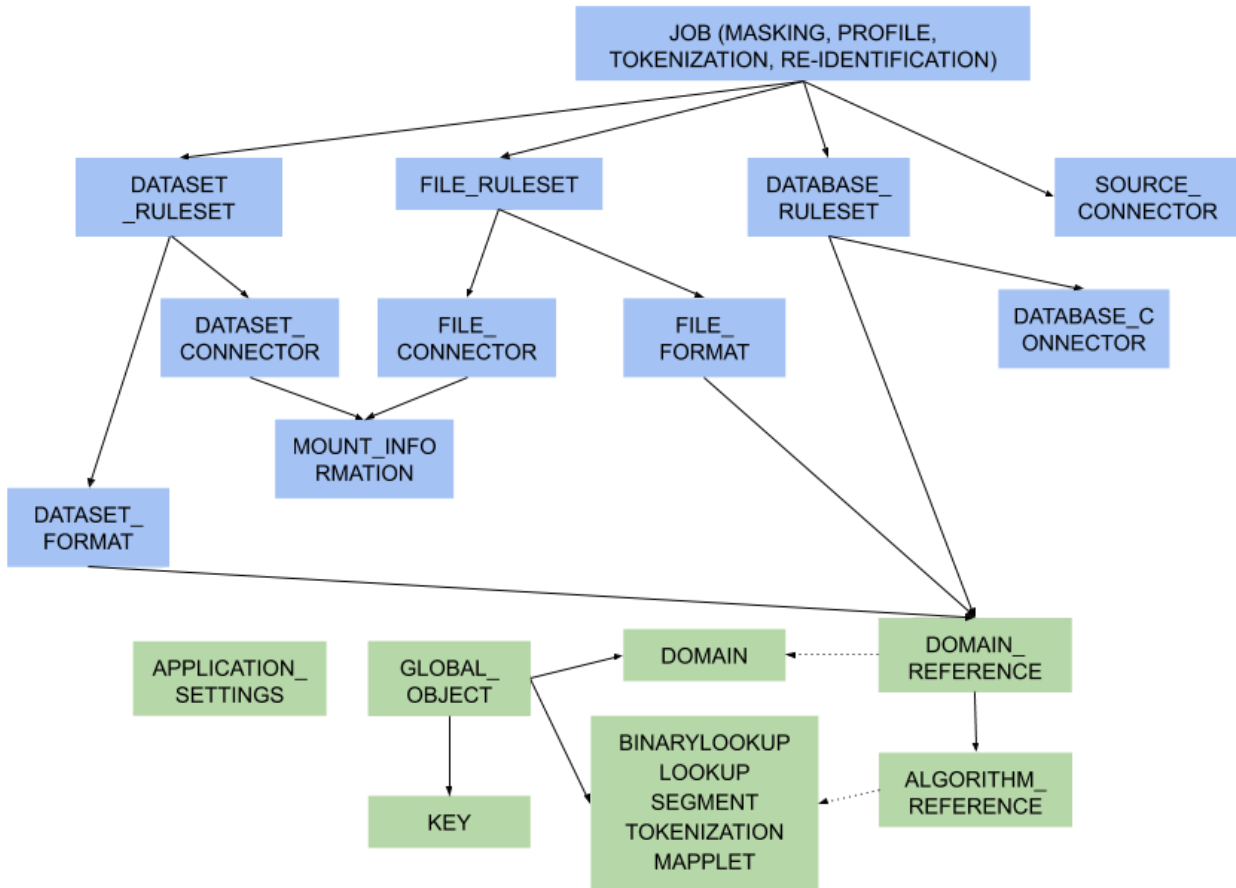 JOB (MASKING, PROFILE,
TOKENIZATION, RE-IDENTIFICATION)
DATASET
_RULESET
FILE_RULESET
DATABASE_
RULESET
SOURCE_
CONNECTOR
DATASET_
CONNECTOR
FILE_
CONNECTOR
FILE_
FORMAT
DATABASE_C
ONNECTOR
MOUNT_INFO
RMATION
DATASET_
FORMAT
APPLICATION_
SETTINGS
GLOBAL_
OBJECT
DOMAIN
DOMAIN_
REFERENCE
KEY
BINARYLOOKUP
LOOKUP
SEGMENT
TOKENIZATION
MAPPLET
ALGORITHM_
REFERENCE